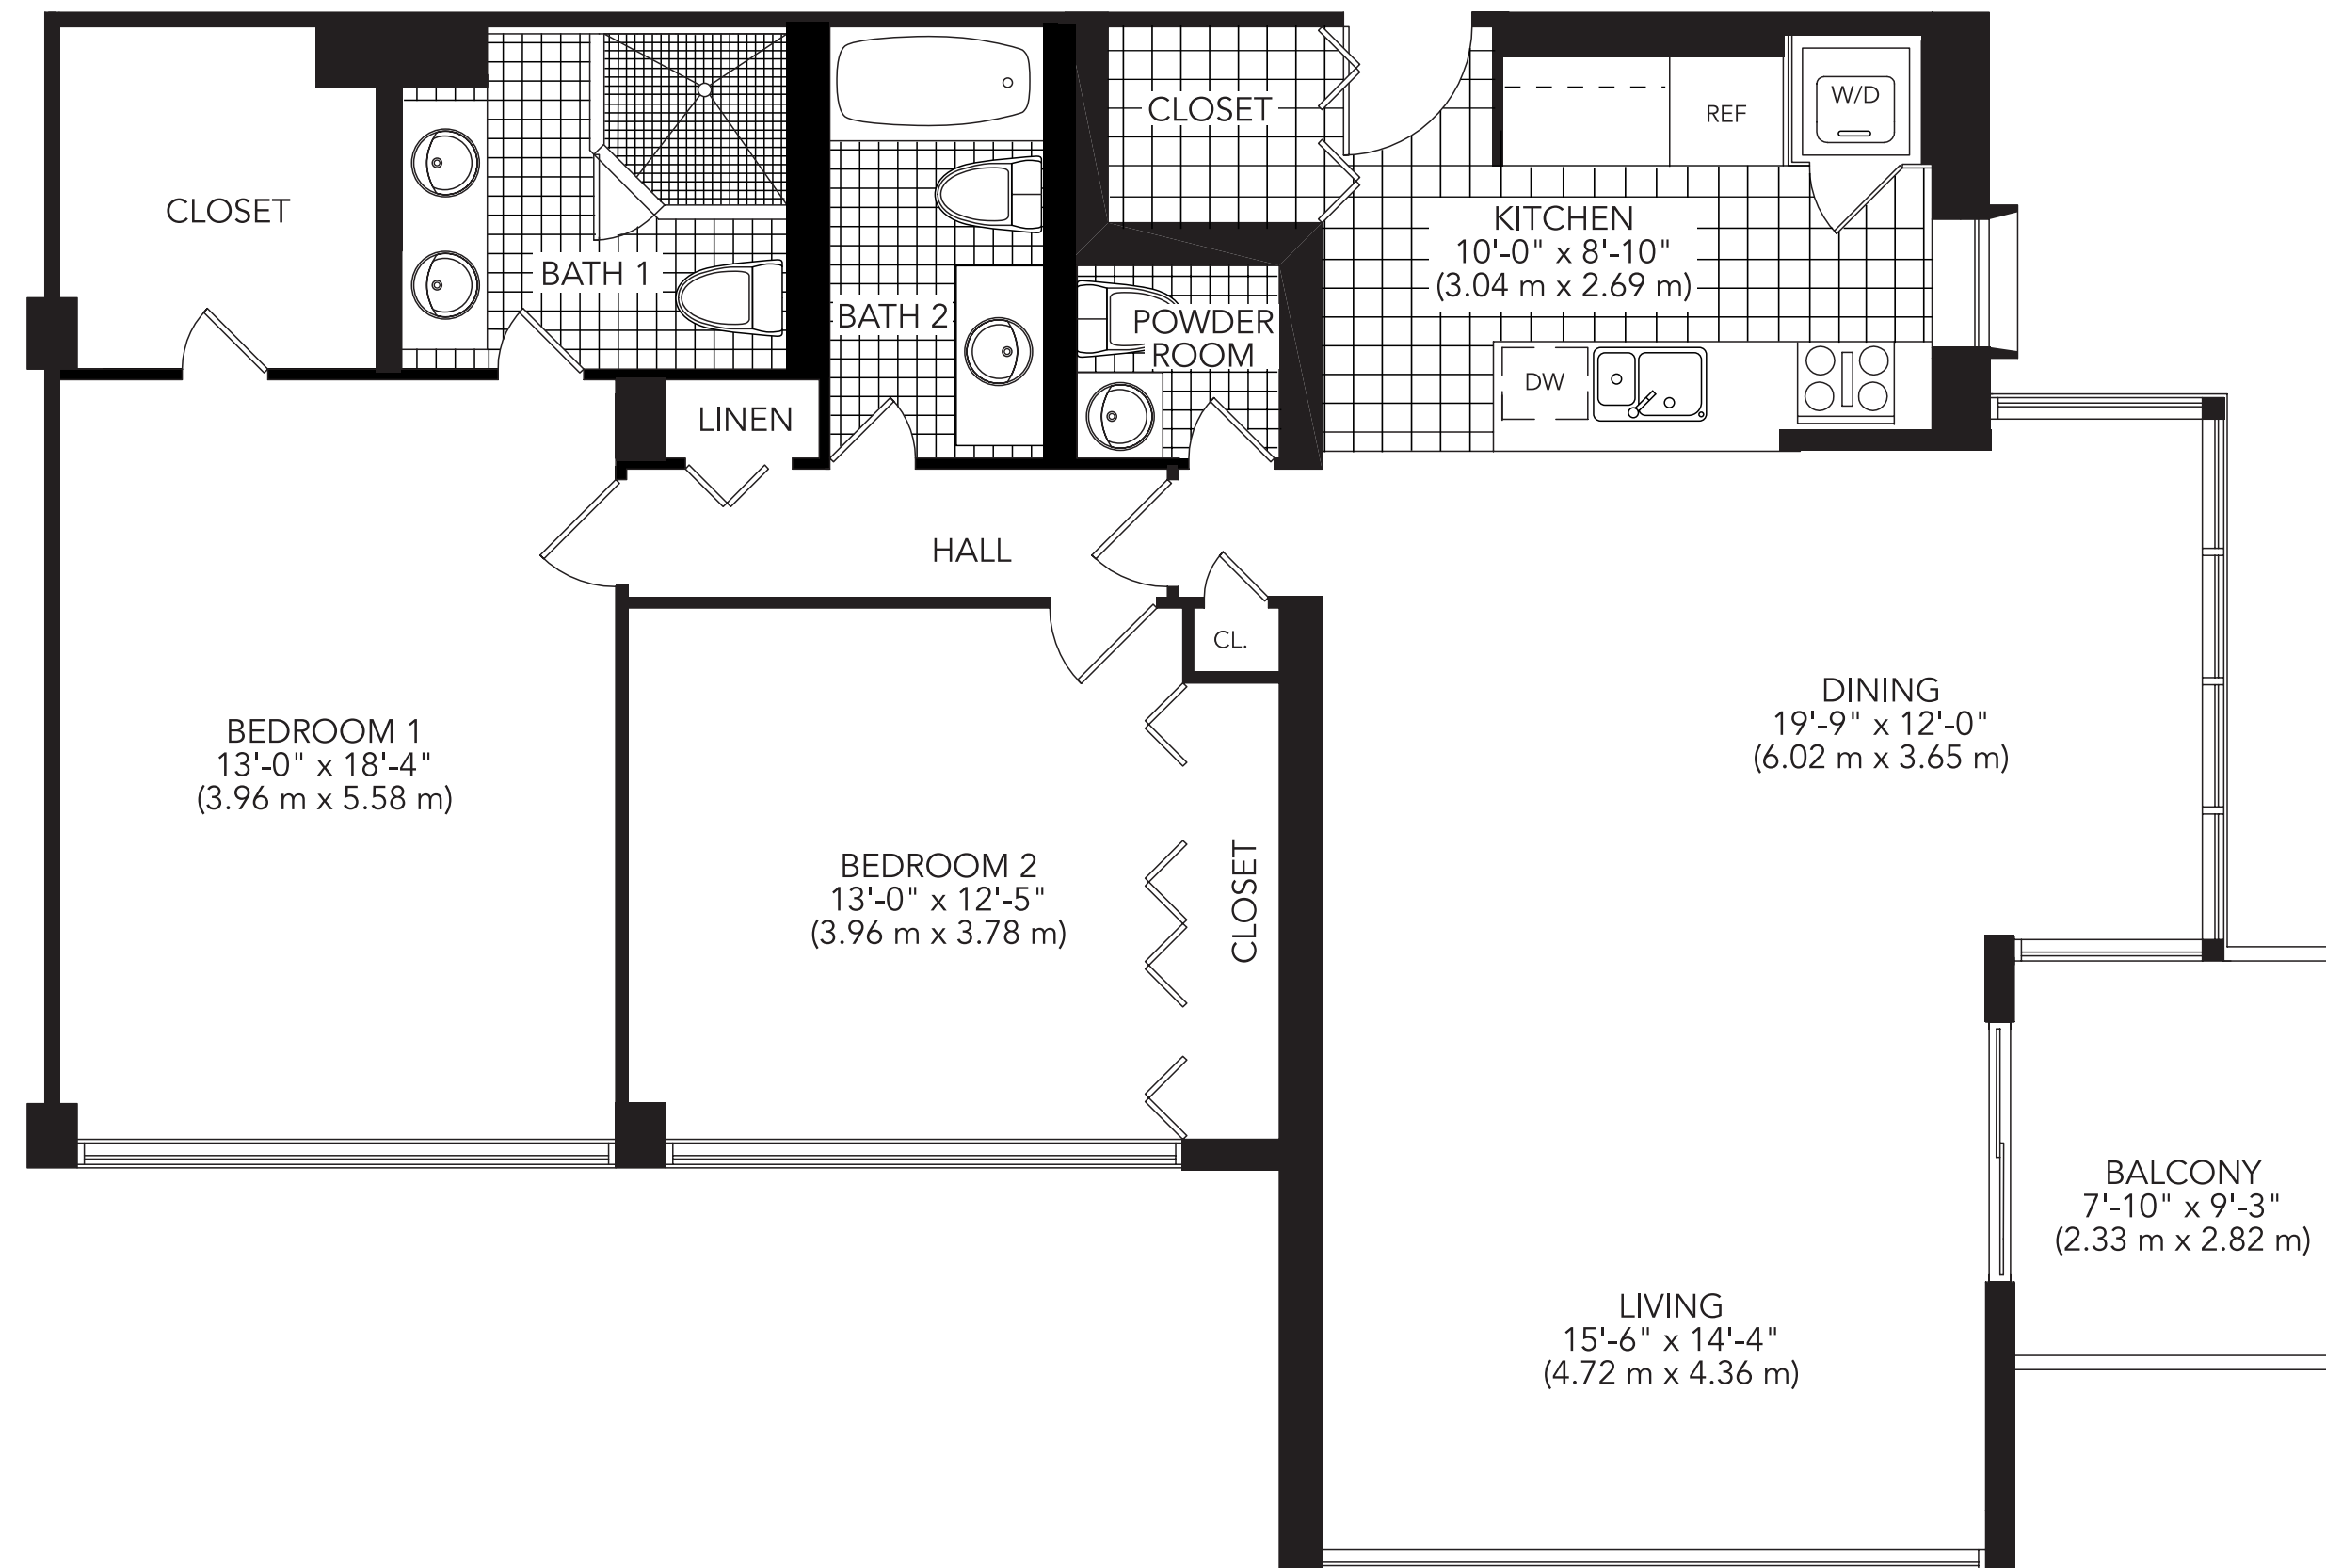 CLOSET
BATH 1
BATH 2
CLOSET
POWDER
ROOM
KITCHEN
10'-0" x 8'-10"
(3.04 m x 2.69 m)
REF
W/D
DW
LINEN
HALL
CL.
BEDROOM 1
13'-0" x 18'-4"
(3.96 m x 5.58 m)
BEDROOM 2
13'-0" x 12'-5"
(3.96 m x 3.78 m)
CLOSET
DINING
19'-9" x 12'-0"
(6.02 m x 3.65 m)
BALCONY
7'-10" x 9'-3"
(2.33 m x 2.82 m)
LIVING
15'-6" x 14'-4"
(4.72 m x 4.36 m)